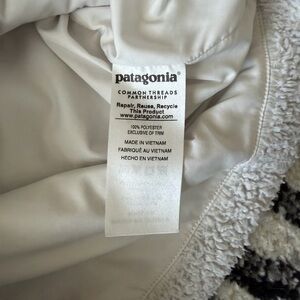 patagonia®
COMMON THREADS
PARTNERSHIP
Repair, Reuse, Recycle
This Product
www.patagonia.com
100% POLYESTER
EXCLUSIVE OF TRIM
MADE IN VIETNAM
FABRIQUÉ AU VIETNAM
HECHO EN VIETNAM